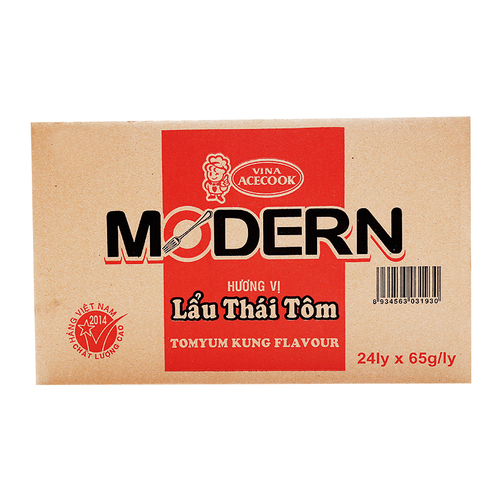 VINA
ACECOOK
MODERN
HƯƠNG VỊ
Lẩu Thái Tôm
TOMYUM KUNG FLAVOUR
8 934563 031930
24ly x 65g/ly
HÀNG VIỆT NAM
2014
CHẤT LƯỢNG CAO